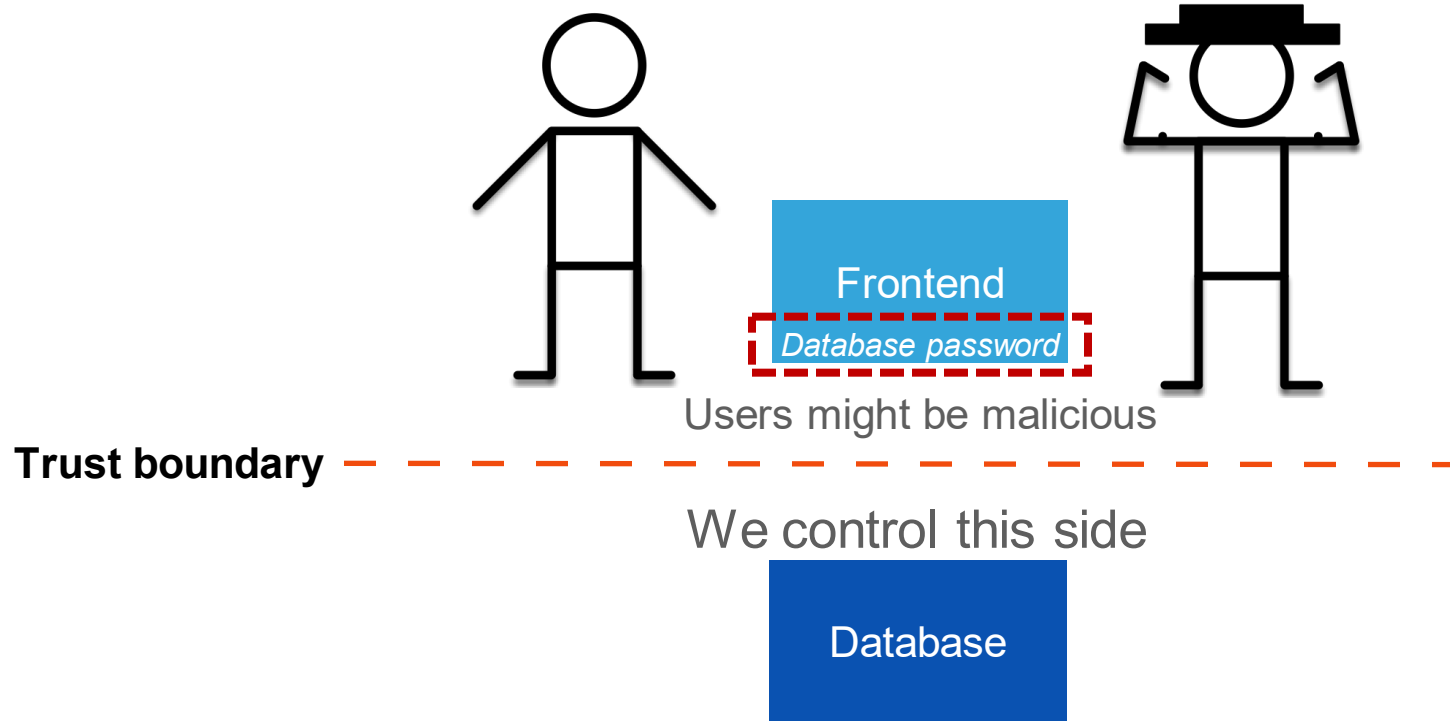 Frontend
Database password
Users might be malicious
Trust boundary
We control this side
Database